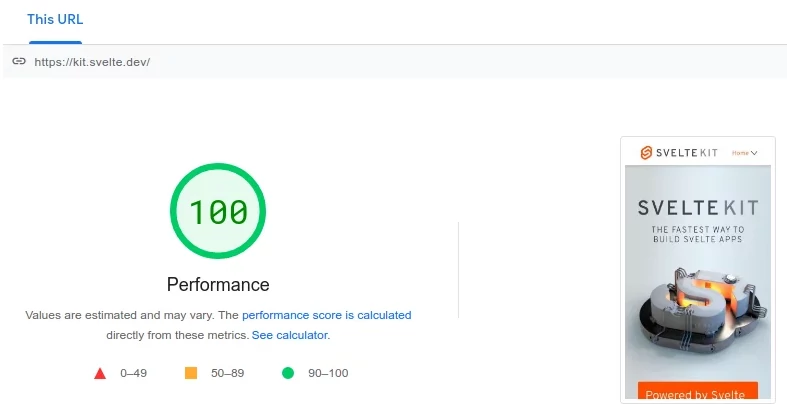 This URL
https://kit.svelte.dev/
100
Performance
Values are estimated and may vary. The performance score is calculated
directly from these metrics. See calculator.
0–49 50–89 90–100
SVELTEKIT Home
SVELTEKIT
THE FASTEST WAY TO
BUILD SVELTE APPS
Powered by Svelte